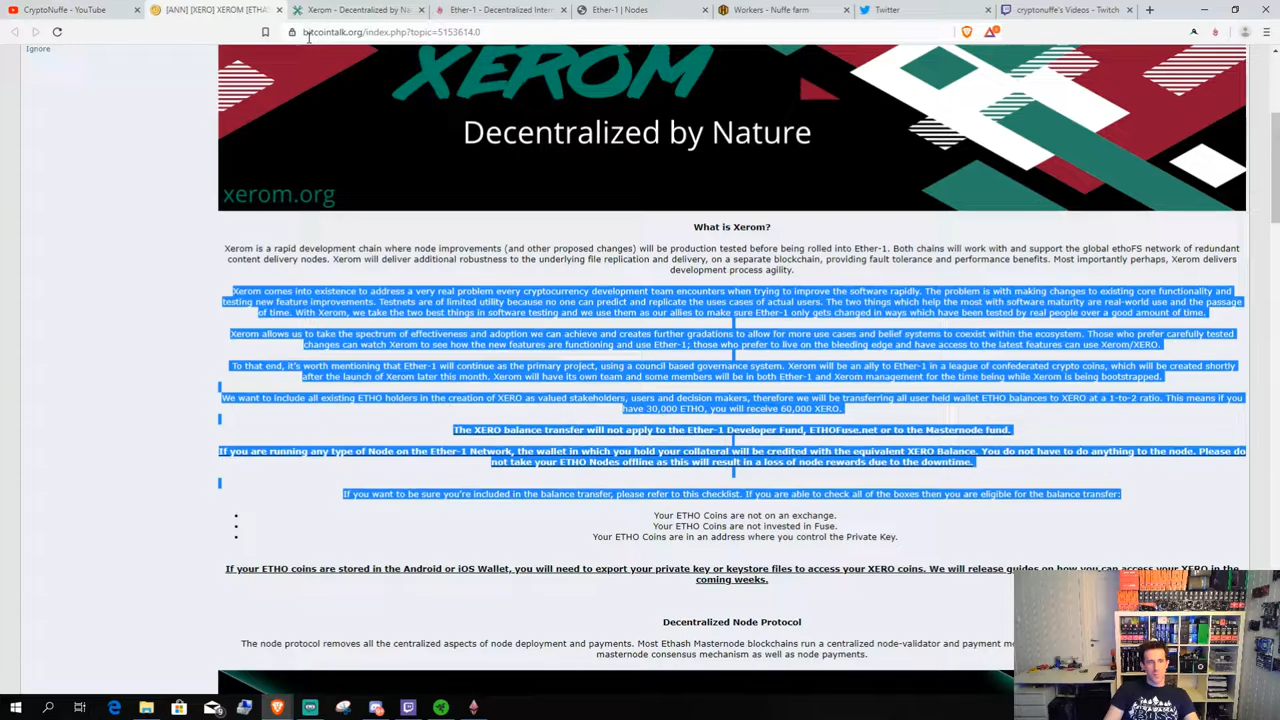 CryptoNuffe - YouTube
[ANN] [XERO] XEROM [ETHA
Xerom - Decentralized by Na
Ether-1 - Decentralized Intern
Ether-1 | Nodes
Workers - Nuffe farm
Twitter
cryptonuffe's Videos - Twitch
bitcointalk.org/index.php?topic=5153614.0
Ignore
XEROM
Decentralized by Nature
xerom.org
What is Xerom?
Xerom is a rapid development chain where node improvements (and other proposed changes) will be production tested before being rolled into Ether-1. Both chains will work with and support the global ethoFS network of redundant
content delivery nodes. Xerom will deliver additional robustness to the underlying file replication and delivery, on a separate blockchain, providing fault tolerance and performance benefits. Most importantly perhaps, Xerom delivers
development process agility.
Xerom comes into existence to address a very real problem every cryptocurrency development team encounters when trying to improve the software rapidly. The problem is with making changes to existing core functionality and
testing new feature improvements. Testnets are of limited utility because no one can predict and replicate the uses cases of actual users. The two things which help the most with software maturity are real-world use and the passage
of time. With Xerom, we take the two best things in software testing and we use them as our allies to make sure Ether-1 only gets changed in ways which have been tested by real people over a good amount of time.
Xerom allows us to take the spectrum of effectiveness and adoption we can achieve and creates further gradations to allow for more use cases and belief systems to coexist within the ecosystem. Those who prefer carefully tested
changes can watch Xerom to see how the new features are functioning and use Ether-1; those who prefer to live on the bleeding edge and have access to the latest features can use Xerom/XERO.
To that end, it's worth mentioning that Ether-1 will continue as the primary project, using a council based governance system. Xerom will be an ally to Ether-1 in a league of confederated crypto coins, which will be created shortly
after the launch of Xerom later this month. Xerom will have its own team and some members will be in both Ether-1 and Xerom management for the time being while Xerom is being bootstrapped.
We want to include all existing ETHO holders in the creation of XERO as valued stakeholders, users and decision makers, therefore we will be transferring all user held wallet ETHO balances to XERO at a 1-to-2 ratio. This means if you
have 30,000 ETHO, you will receive 60,000 XERO.
The XERO balance transfer will not apply to the Ether-1 Developer Fund, ETHOFuse.net or to the Masternode fund.
If you are running any type of Node on the Ether-1 Network, the wallet in which you hold your collateral will be credited with the equivalent XERO Balance. You do not have to do anything to the node. Please do
not take your ETHO Nodes offline as this will result in a loss of node rewards due to the downtime.
If you want to be sure you're included in the balance transfer, please refer to this checklist. If you are able to check all of the boxes then you are eligible for the balance transfer:
• Your ETHO Coins are not on an exchange.
• Your ETHO Coins are not invested in Fuse.
• Your ETHO Coins are in an address where you control the Private Key.
If your ETHO coins are stored in the Android or iOS Wallet, you will need to export your private key or keystore files to access your XERO coins. We will release guides on how you can access your XERO in the
coming weeks.
Decentralized Node Protocol
The node protocol removes all the centralized aspects of node deployment and payments. Most Ethash Masternode blockchains run a centralized node-validator and payment
masternode consensus mechanism as well as node payments.